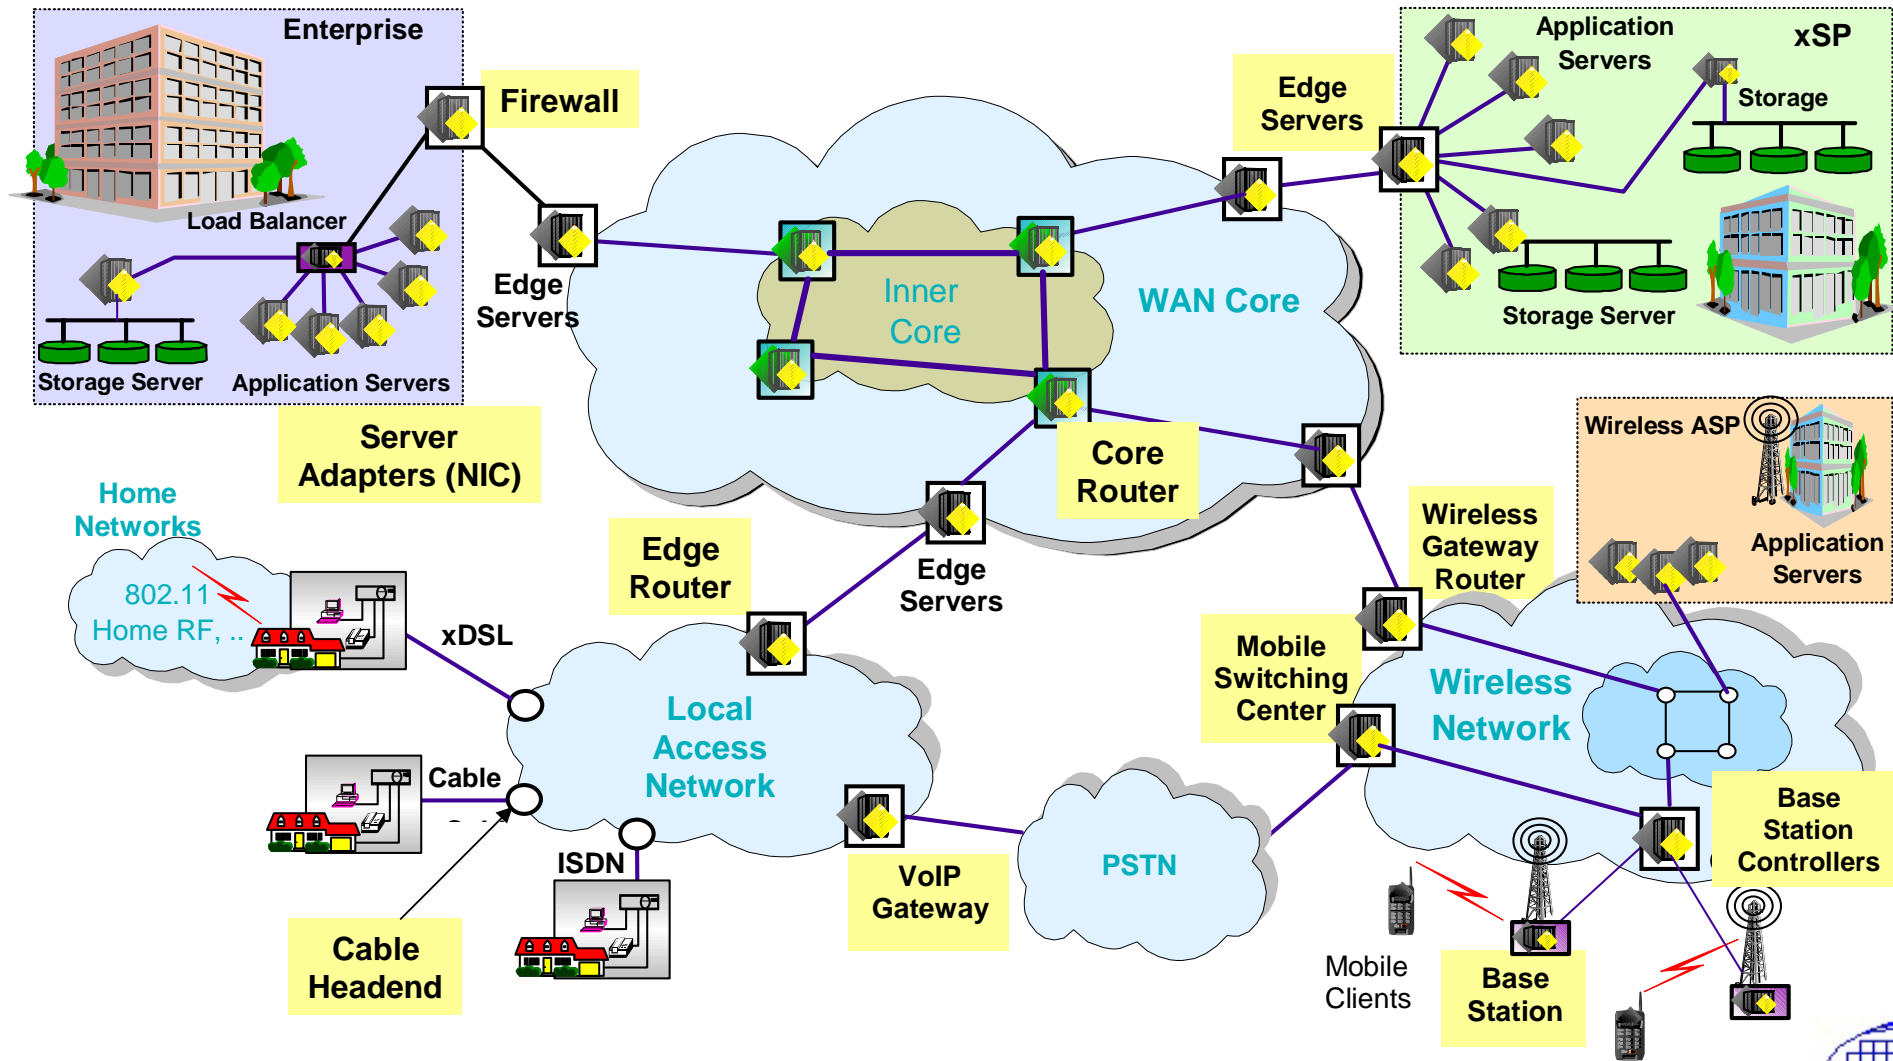 Enterprise
Firewall
Load Balancer
Storage Server
Application Servers
Server
Adapters (NIC)
Edge
Servers
Inner
Core
WAN Core
Edge
Servers
Application
Servers
xSP
Storage
Storage Server
Core
Router
Wireless ASP
Application
Servers
Home
Networks
802.11
Home RF, ..
xDSL
Edge
Router
Edge
Servers
Wireless
Gateway
Router
Mobile
Switching
Center
Wireless
Network
Local
Access
Network
Cable
ISDN
Cable
Headend
VoIP
Gateway
PSTN
Base
Station
Controllers
Mobile
Clients
Base
Station